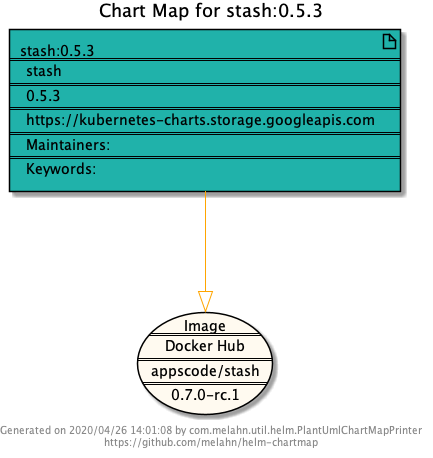 Chart Map for stash:0.5.3
stash:0.5.3
stash
0.5.3
https://kubernetes-charts.storage.googleapis.com
Maintainers:
Keywords:
Image
Docker Hub
appscode/stash
0.7.0-rc.1
Generated on 2020/04/26 14:01:08 by com.melahn.util.helm.PlantUmlChartMapPrinter
https://github.com/melahn/helm-chartmap